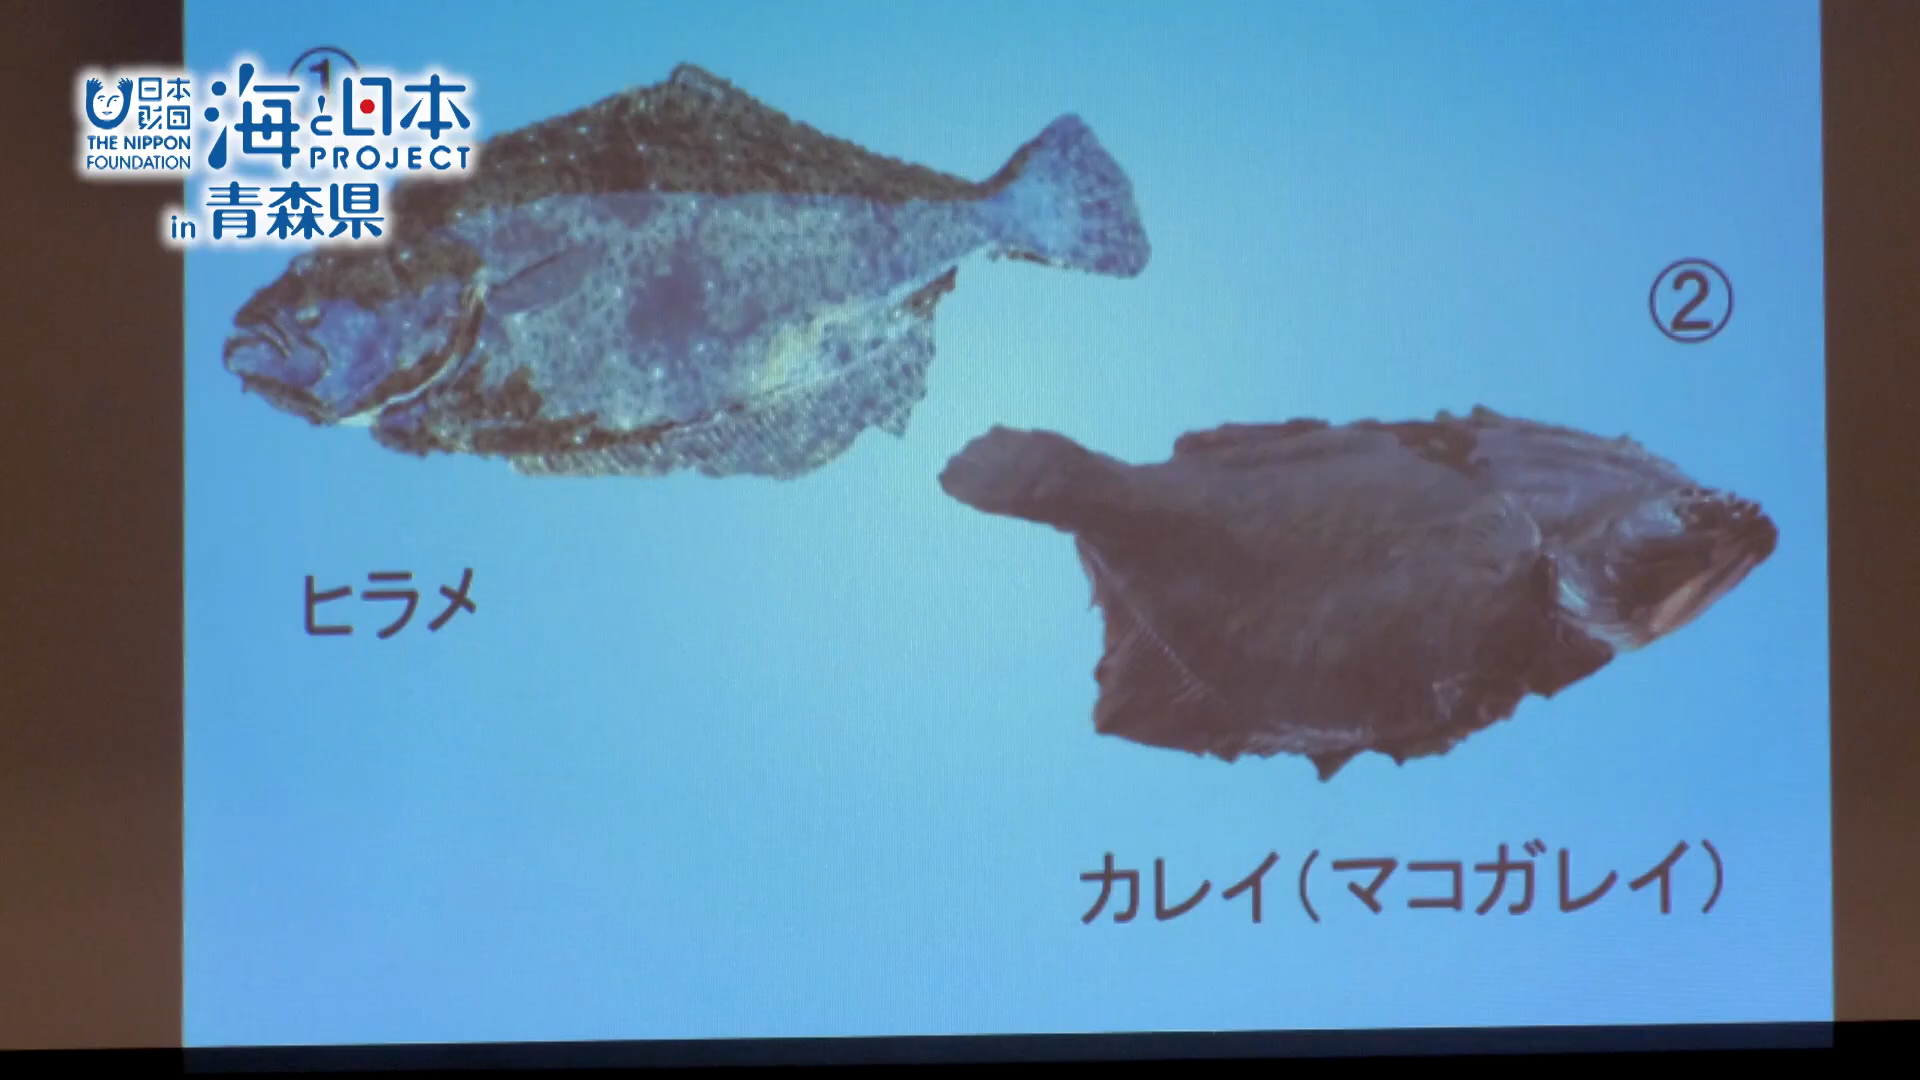 ①
日本
財団
THE NIPPON
FOUNDATION
海と日本
PROJECT
in 青森県
②
ヒラメ
カレイ(マコガレイ)